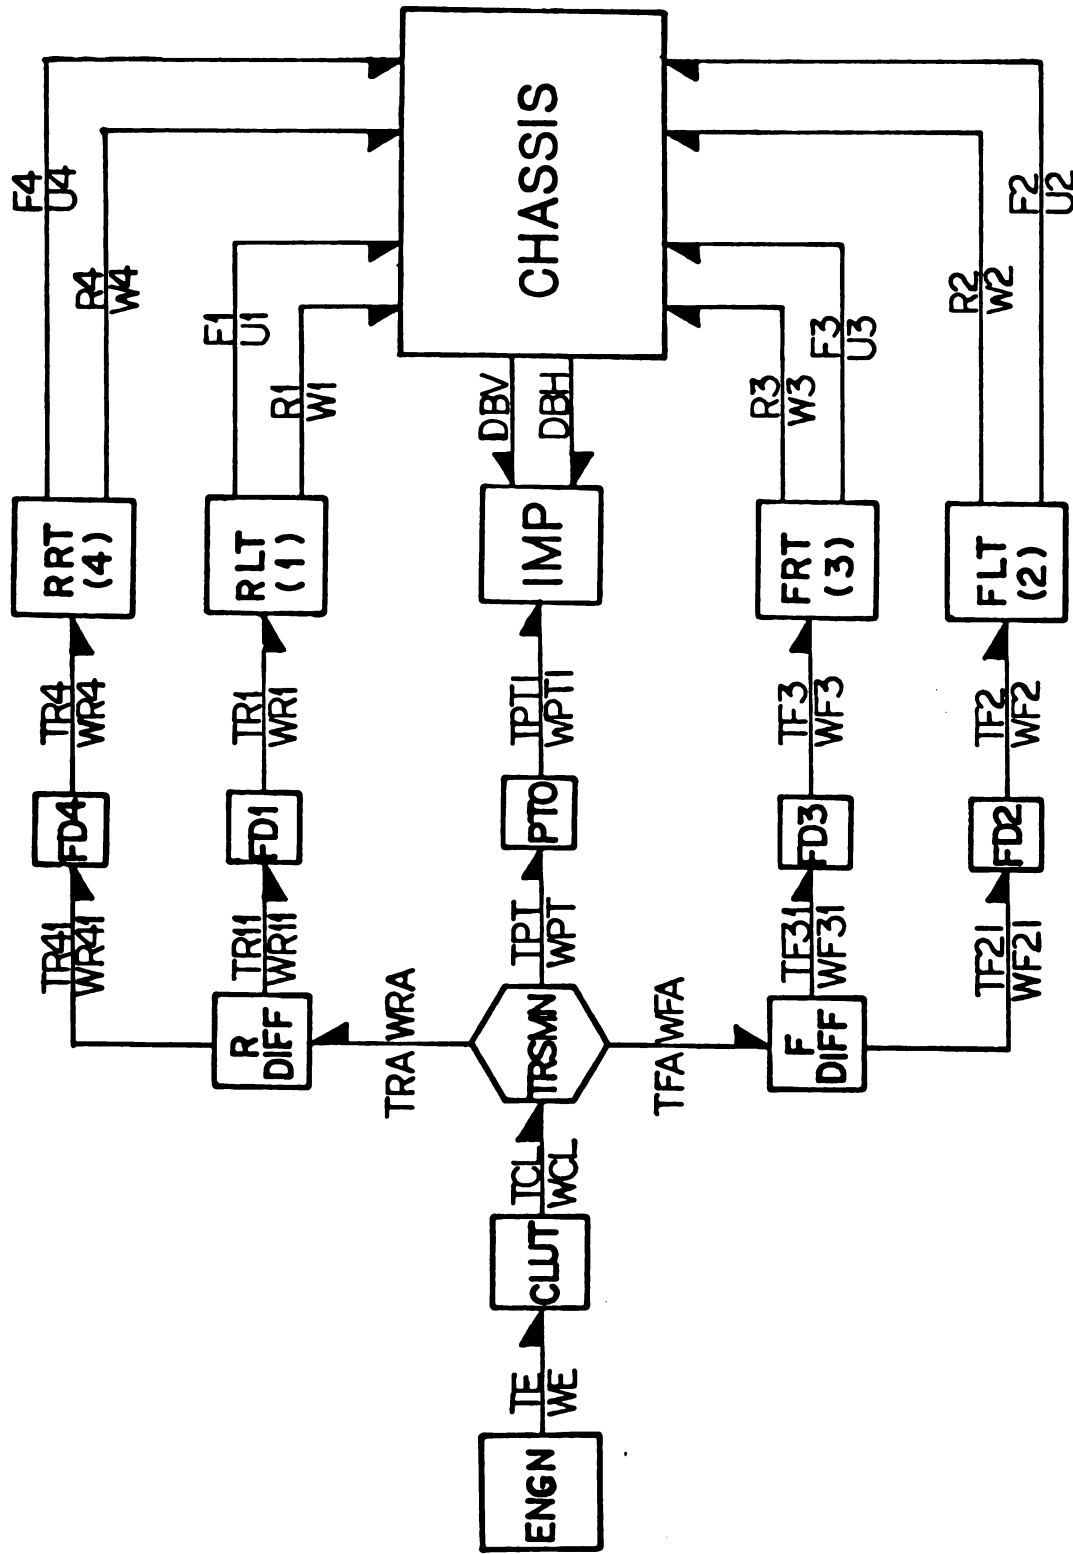 F4
U4
R4
W4
F1
U1
R1
W1
CHASSIS
DBV
DBH
R3
W3
F3
U3
R2
W2
F2
U2
RRT
(4)
RLT
(1)
IMP
FRT
(3)
FLT
(2)
TR4
WR4
TR1
WR1
TPT1
WPT1
TF3
WF3
TF2
WF2
FD4
FD1
PTO
FD3
FD2
TR41
WR41
TR11
WR11
TPT
WPT
TF31
WF31
TF21
WF21
R
DIFF
TRA WRA
TRSMN
TFA WFA
F
DIFF
TCL
WCL
CLUT
TE
WE
ENGN